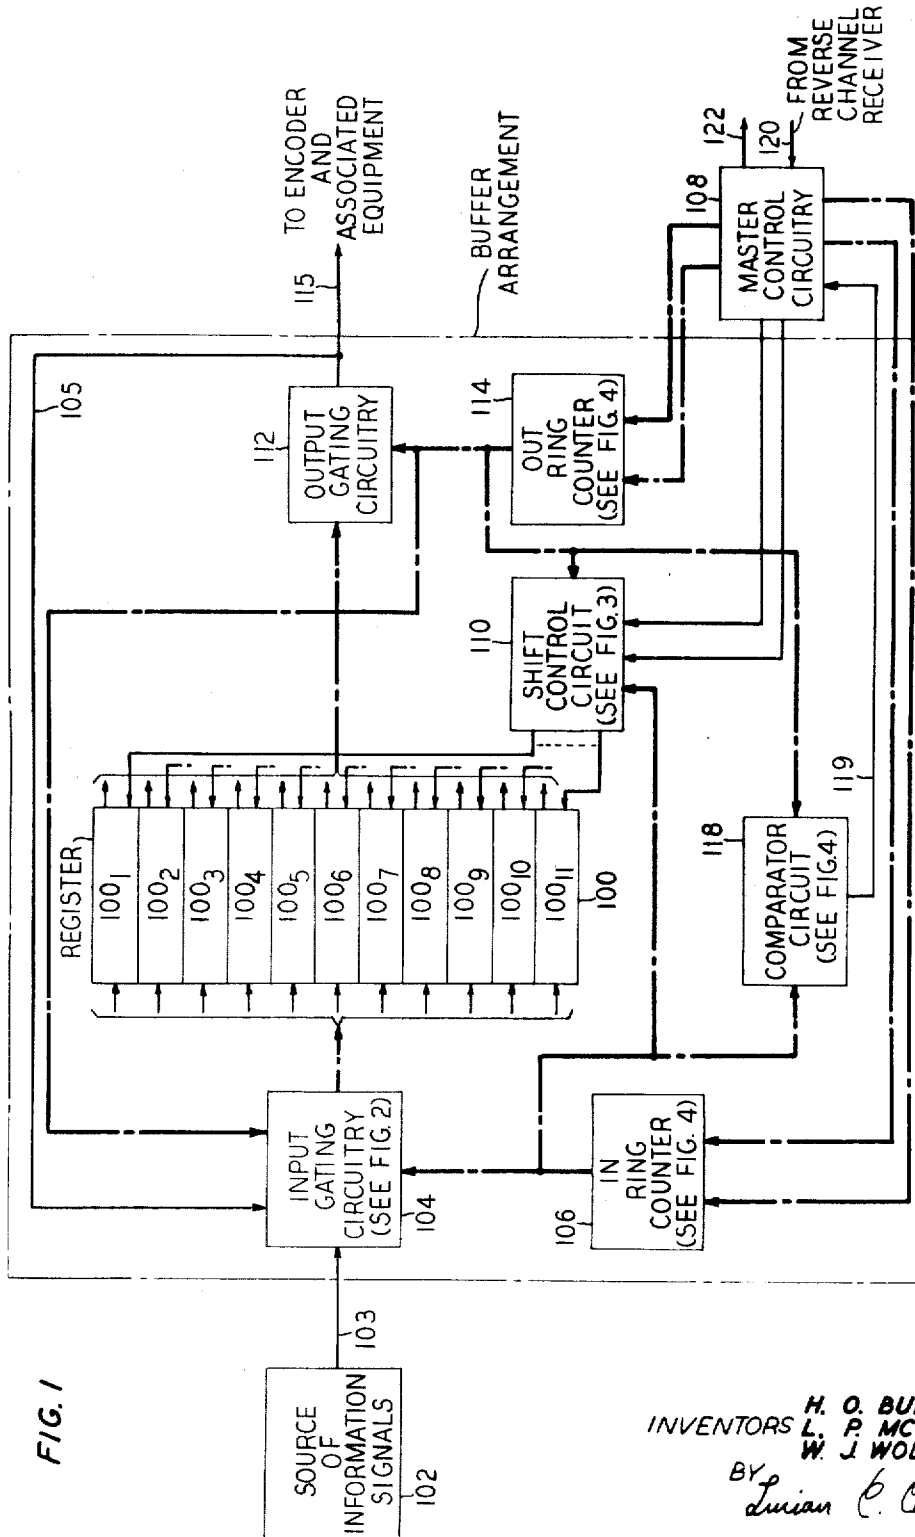 FIG. 1
SOURCE
OF
INFORMATION
SIGNALS
102
103
INPUT
GATING
CIRCUITRY
(SEE FIG. 2)
104
105
IN
RING
COUNTER
(SEE FIG. 4)
106
REGISTER
100₁
100₂
100₃
100₄
100₅
100₆
100₇
100₈
100₉
100₁₀
100₁₁
100
SHIFT
CONTROL
CIRCUIT
(SEE FIG. 3)
110
COMPARATOR
CIRCUIT
(SEE FIG.4)
118
119
OUTPUT
GATING
CIRCUITRY
112
OUT
RING
COUNTER
(SEE FIG. 4)
114
115
TO ENCODER
AND
ASSOCIATED
EQUIPMENT
BUFFER
ARRANGEMENT
MASTER
CONTROL
CIRCUITRY
108
122
120
FROM
REVERSE
CHANNEL
RECEIVER
H. O.
INVENTORS L. P.
W. J.
BY
Lucian C.